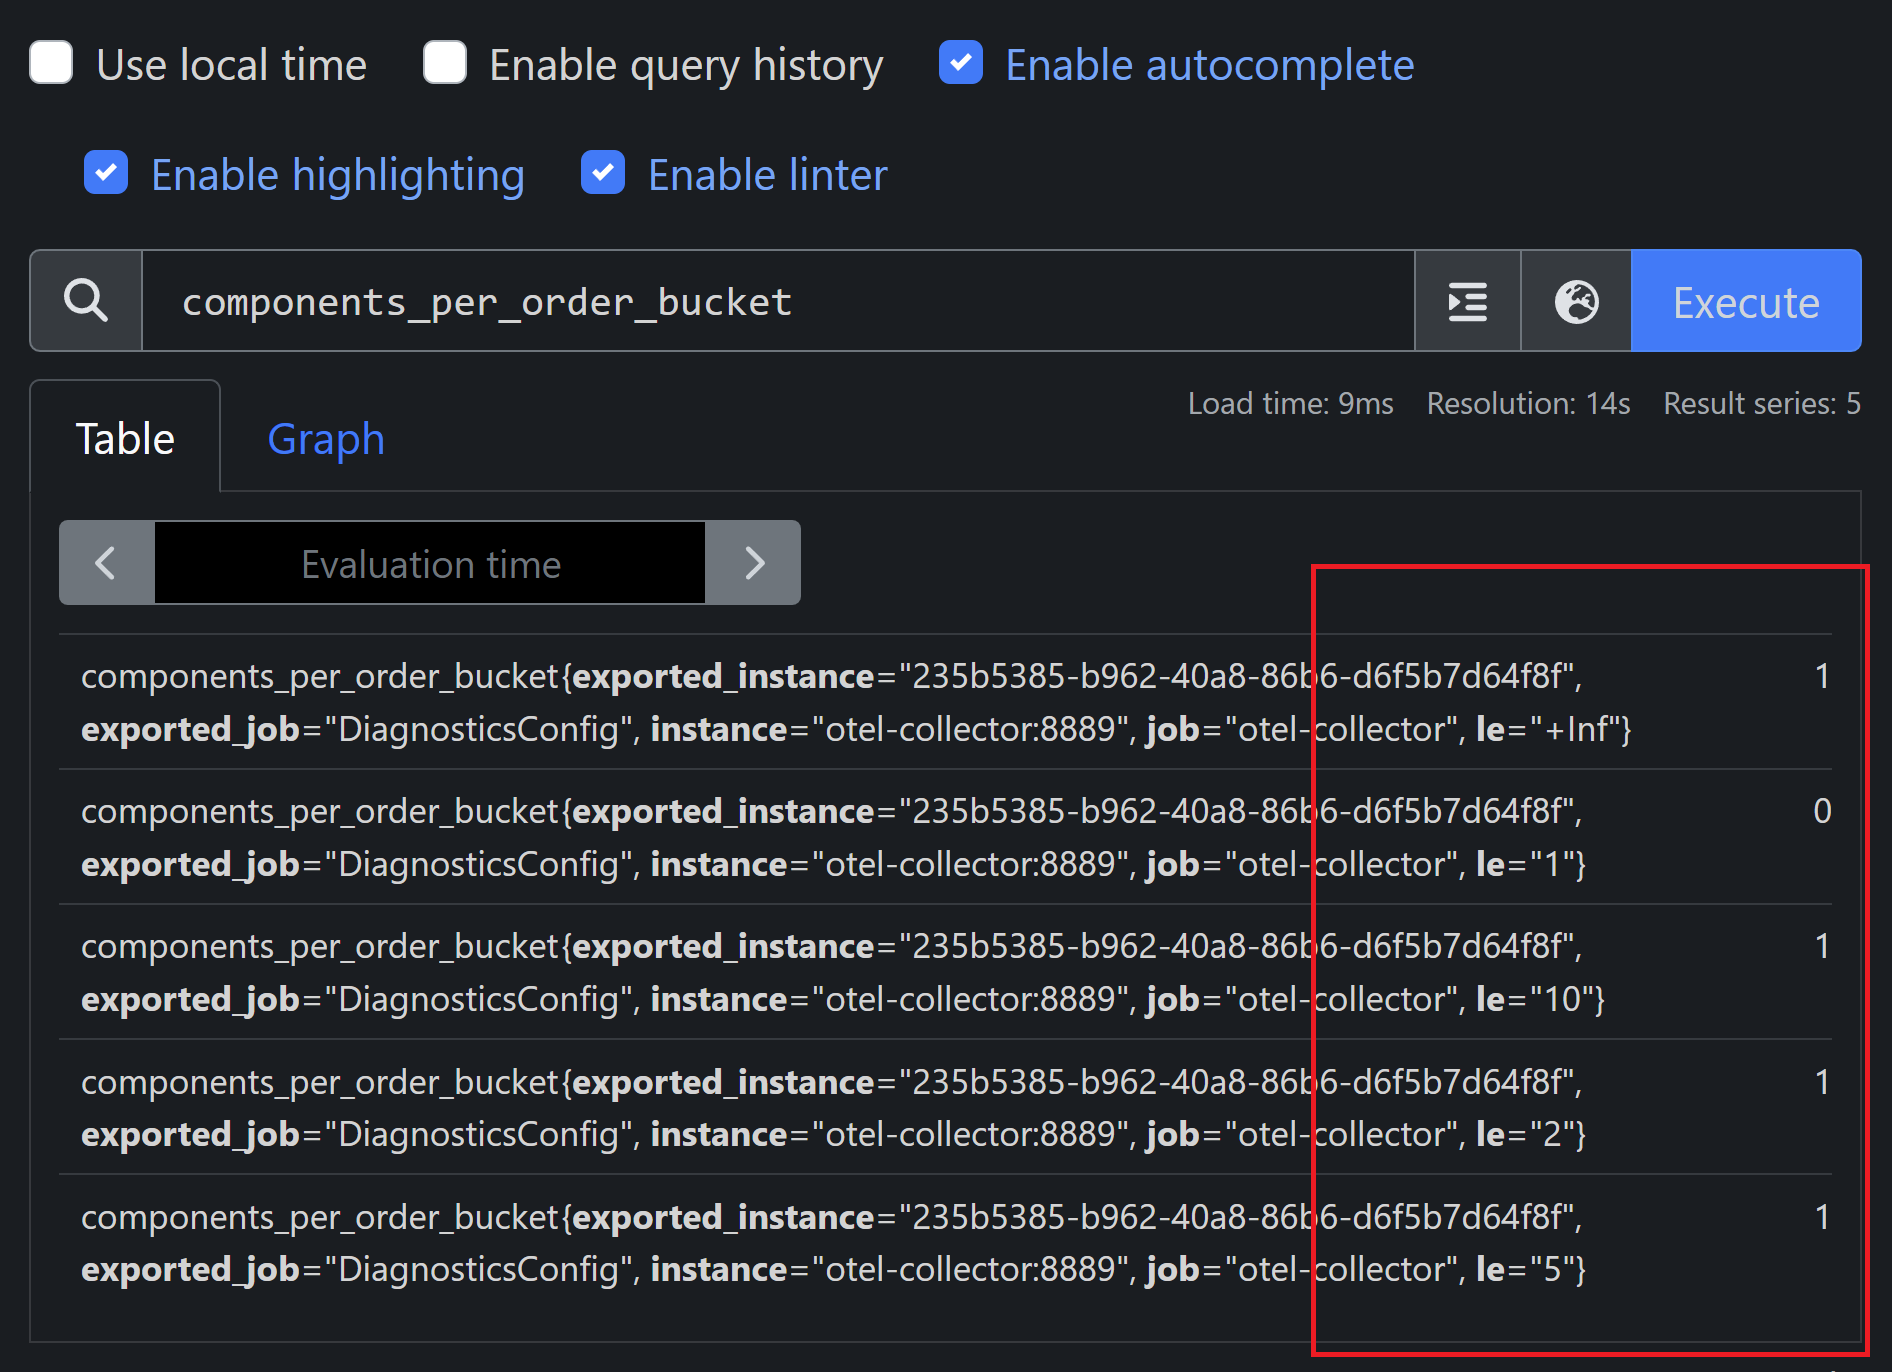 Use local time Enable query history Enable autocomplete
Enable highlighting Enable linter
components_per_order_bucket Execute
Load time: 9ms Resolution: 14s Result series: 5
Table Graph
Evaluation time
components_per_order_bucket{exported_instance="235b5385-b962-40a8-86b6-d6f5b7d64f8f", 1
exported_job="DiagnosticsConfig", instance="otel-collector:8889", job="otel-collector", le="+Inf"}
components_per_order_bucket{exported_instance="235b5385-b962-40a8-86b6-d6f5b7d64f8f", 0
exported_job="DiagnosticsConfig", instance="otel-collector:8889", job="otel-collector", le="1"}
components_per_order_bucket{exported_instance="235b5385-b962-40a8-86b6-d6f5b7d64f8f", 1
exported_job="DiagnosticsConfig", instance="otel-collector:8889", job="otel-collector", le="10"}
components_per_order_bucket{exported_instance="235b5385-b962-40a8-86b6-d6f5b7d64f8f", 1
exported_job="DiagnosticsConfig", instance="otel-collector:8889", job="otel-collector", le="2"}
components_per_order_bucket{exported_instance="235b5385-b962-40a8-86b6-d6f5b7d64f8f", 1
exported_job="DiagnosticsConfig", instance="otel-collector:8889", job="otel-collector", le="5"}